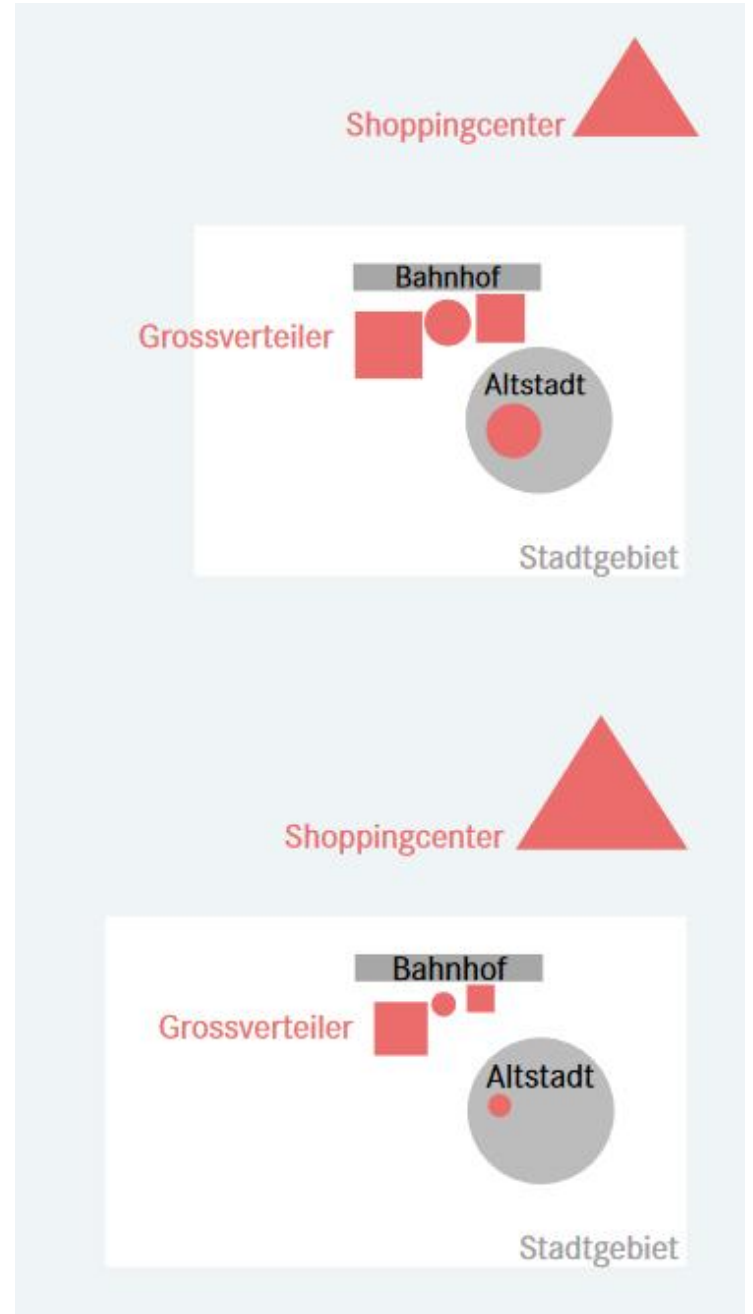 Shoppingcenter
Bahnhof
Grossverteiler
Altstadt
Stadtgebiet
Shoppingcenter
Bahnhof
Grossverteiler
Altstadt
Stadtgebiet